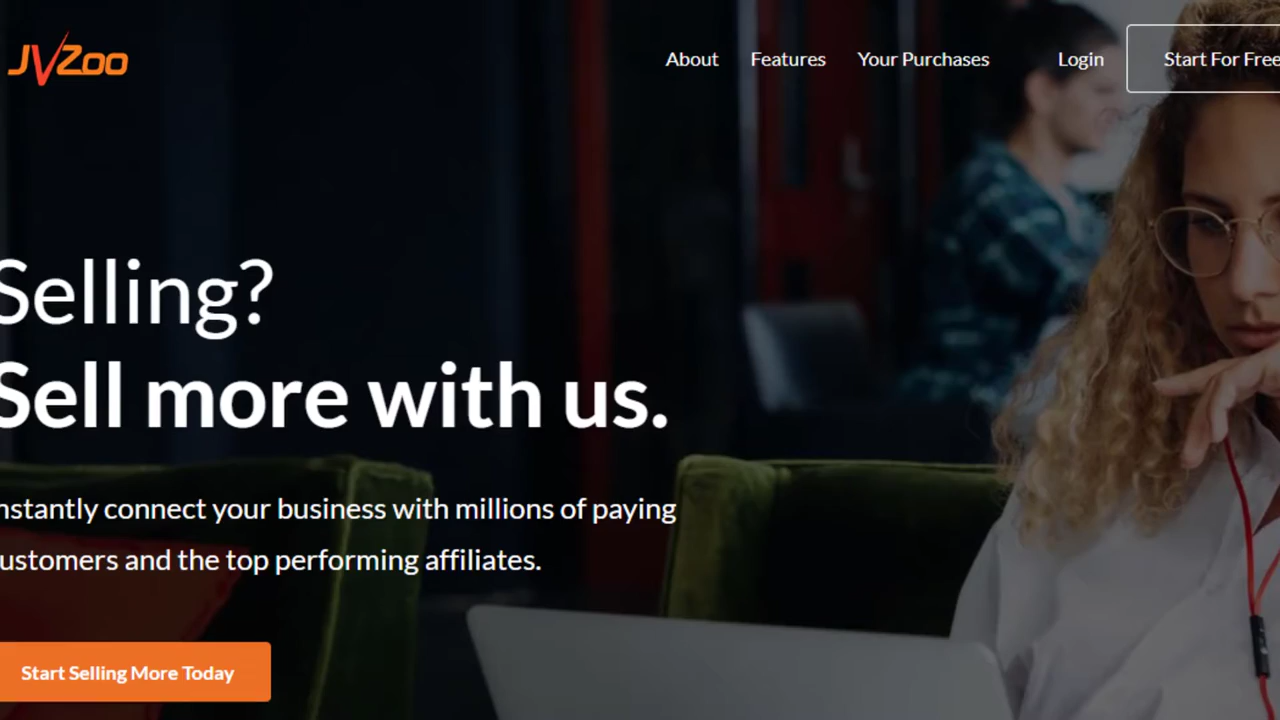 JVZoo
About Features Your Purchases Login Start For Free
Selling?
Sell more with us.
nstantly connect your business with millions of paying
ustomers and the top performing affiliates.
Start Selling More Today